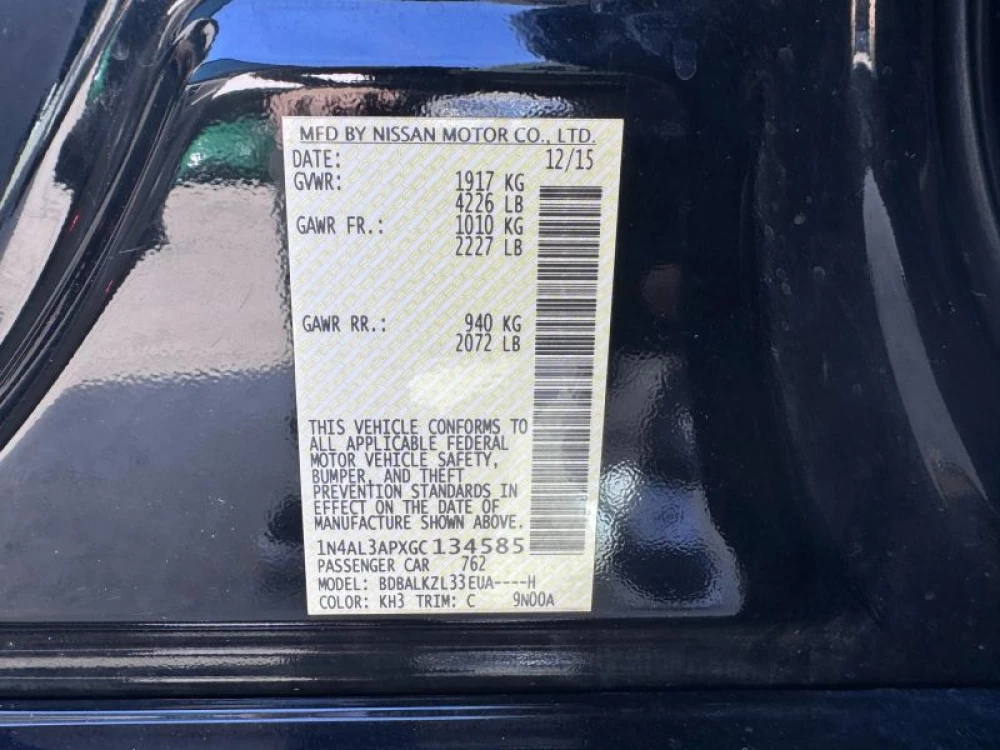 MFD BY NISSAN MOTOR CO., LTD.
DATE: 12/15
GVWR: 1917 KG
4226 LB
GAWR FR.: 1010 KG
2227 LB
GAWR RR.: 940 KG
2072 LB
THIS VEHICLE CONFORMS TO
ALL APPLICABLE FEDERAL
MOTOR VEHICLE SAFETY,
BUMPER, AND THEFT
PREVENTION STANDARDS IN
EFFECT ON THE DATE OF
MANUFACTURE SHOWN ABOVE.
1N4AL3APXGC134585
PASSENGER CAR 762
MODEL: BDBALKZL33EUA----H
COLOR: KH3 TRIM: C 9N00A